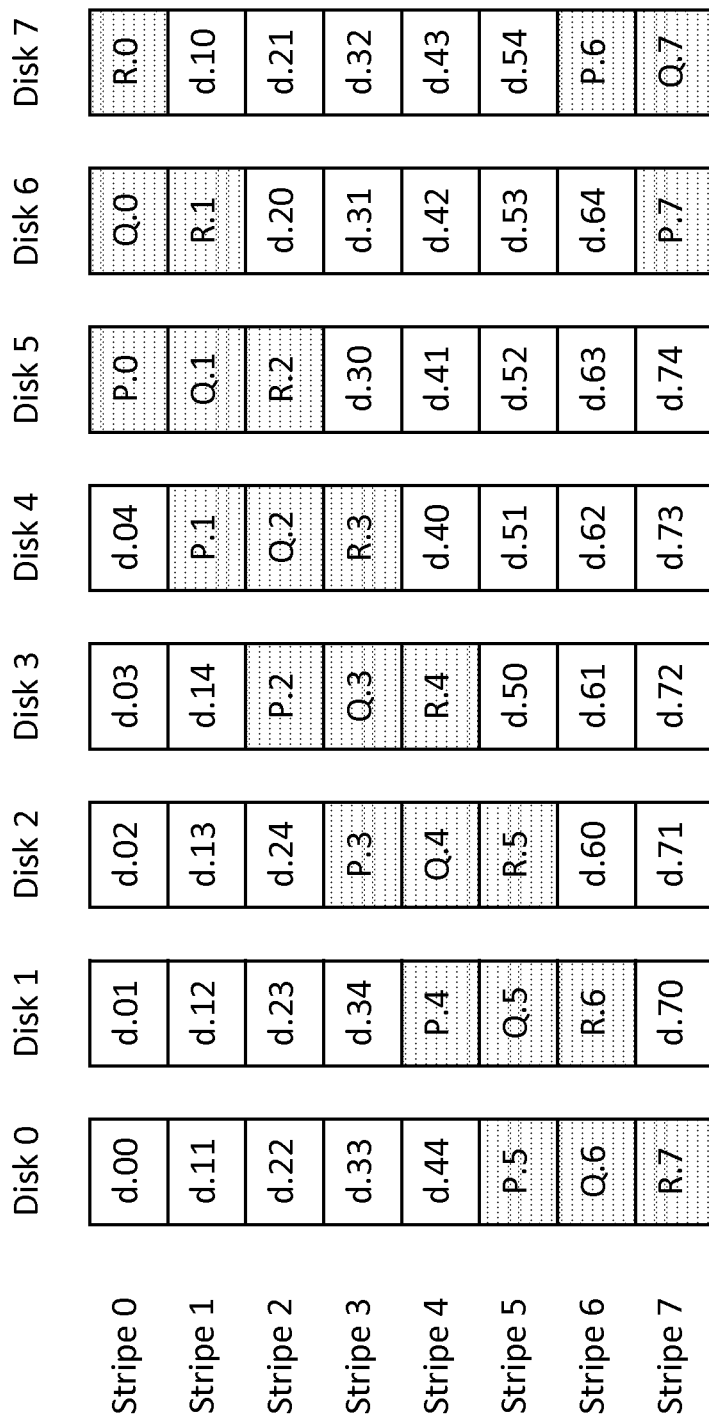 Disk 0 Disk 1 Disk 2 Disk 3 Disk 4 Disk 5 Disk 6 Disk 7
Stripe 0 d.00 d.01 d.02 d.03 d.04 P.0 Q.0 R.0
Stripe 1 d.11 d.12 d.13 d.14 P.1 Q.1 R.1 d.10
Stripe 2 d.22 d.23 d.24 P.2 Q.2 R.2 d.20 d.21
Stripe 3 d.33 d.34 P.3 Q.3 R.3 d.30 d.31 d.32
Stripe 4 d.44 P.4 Q.4 R.4 d.40 d.41 d.42 d.43
Stripe 5 P.5 Q.5 R.5 d.50 d.51 d.52 d.53 d.54
Stripe 6 Q.6 R.6 d.60 d.61 d.62 d.63 d.64 P.6
Stripe 7 R.7 d.70 d.71 d.72 d.73 d.74 P.7 Q.7